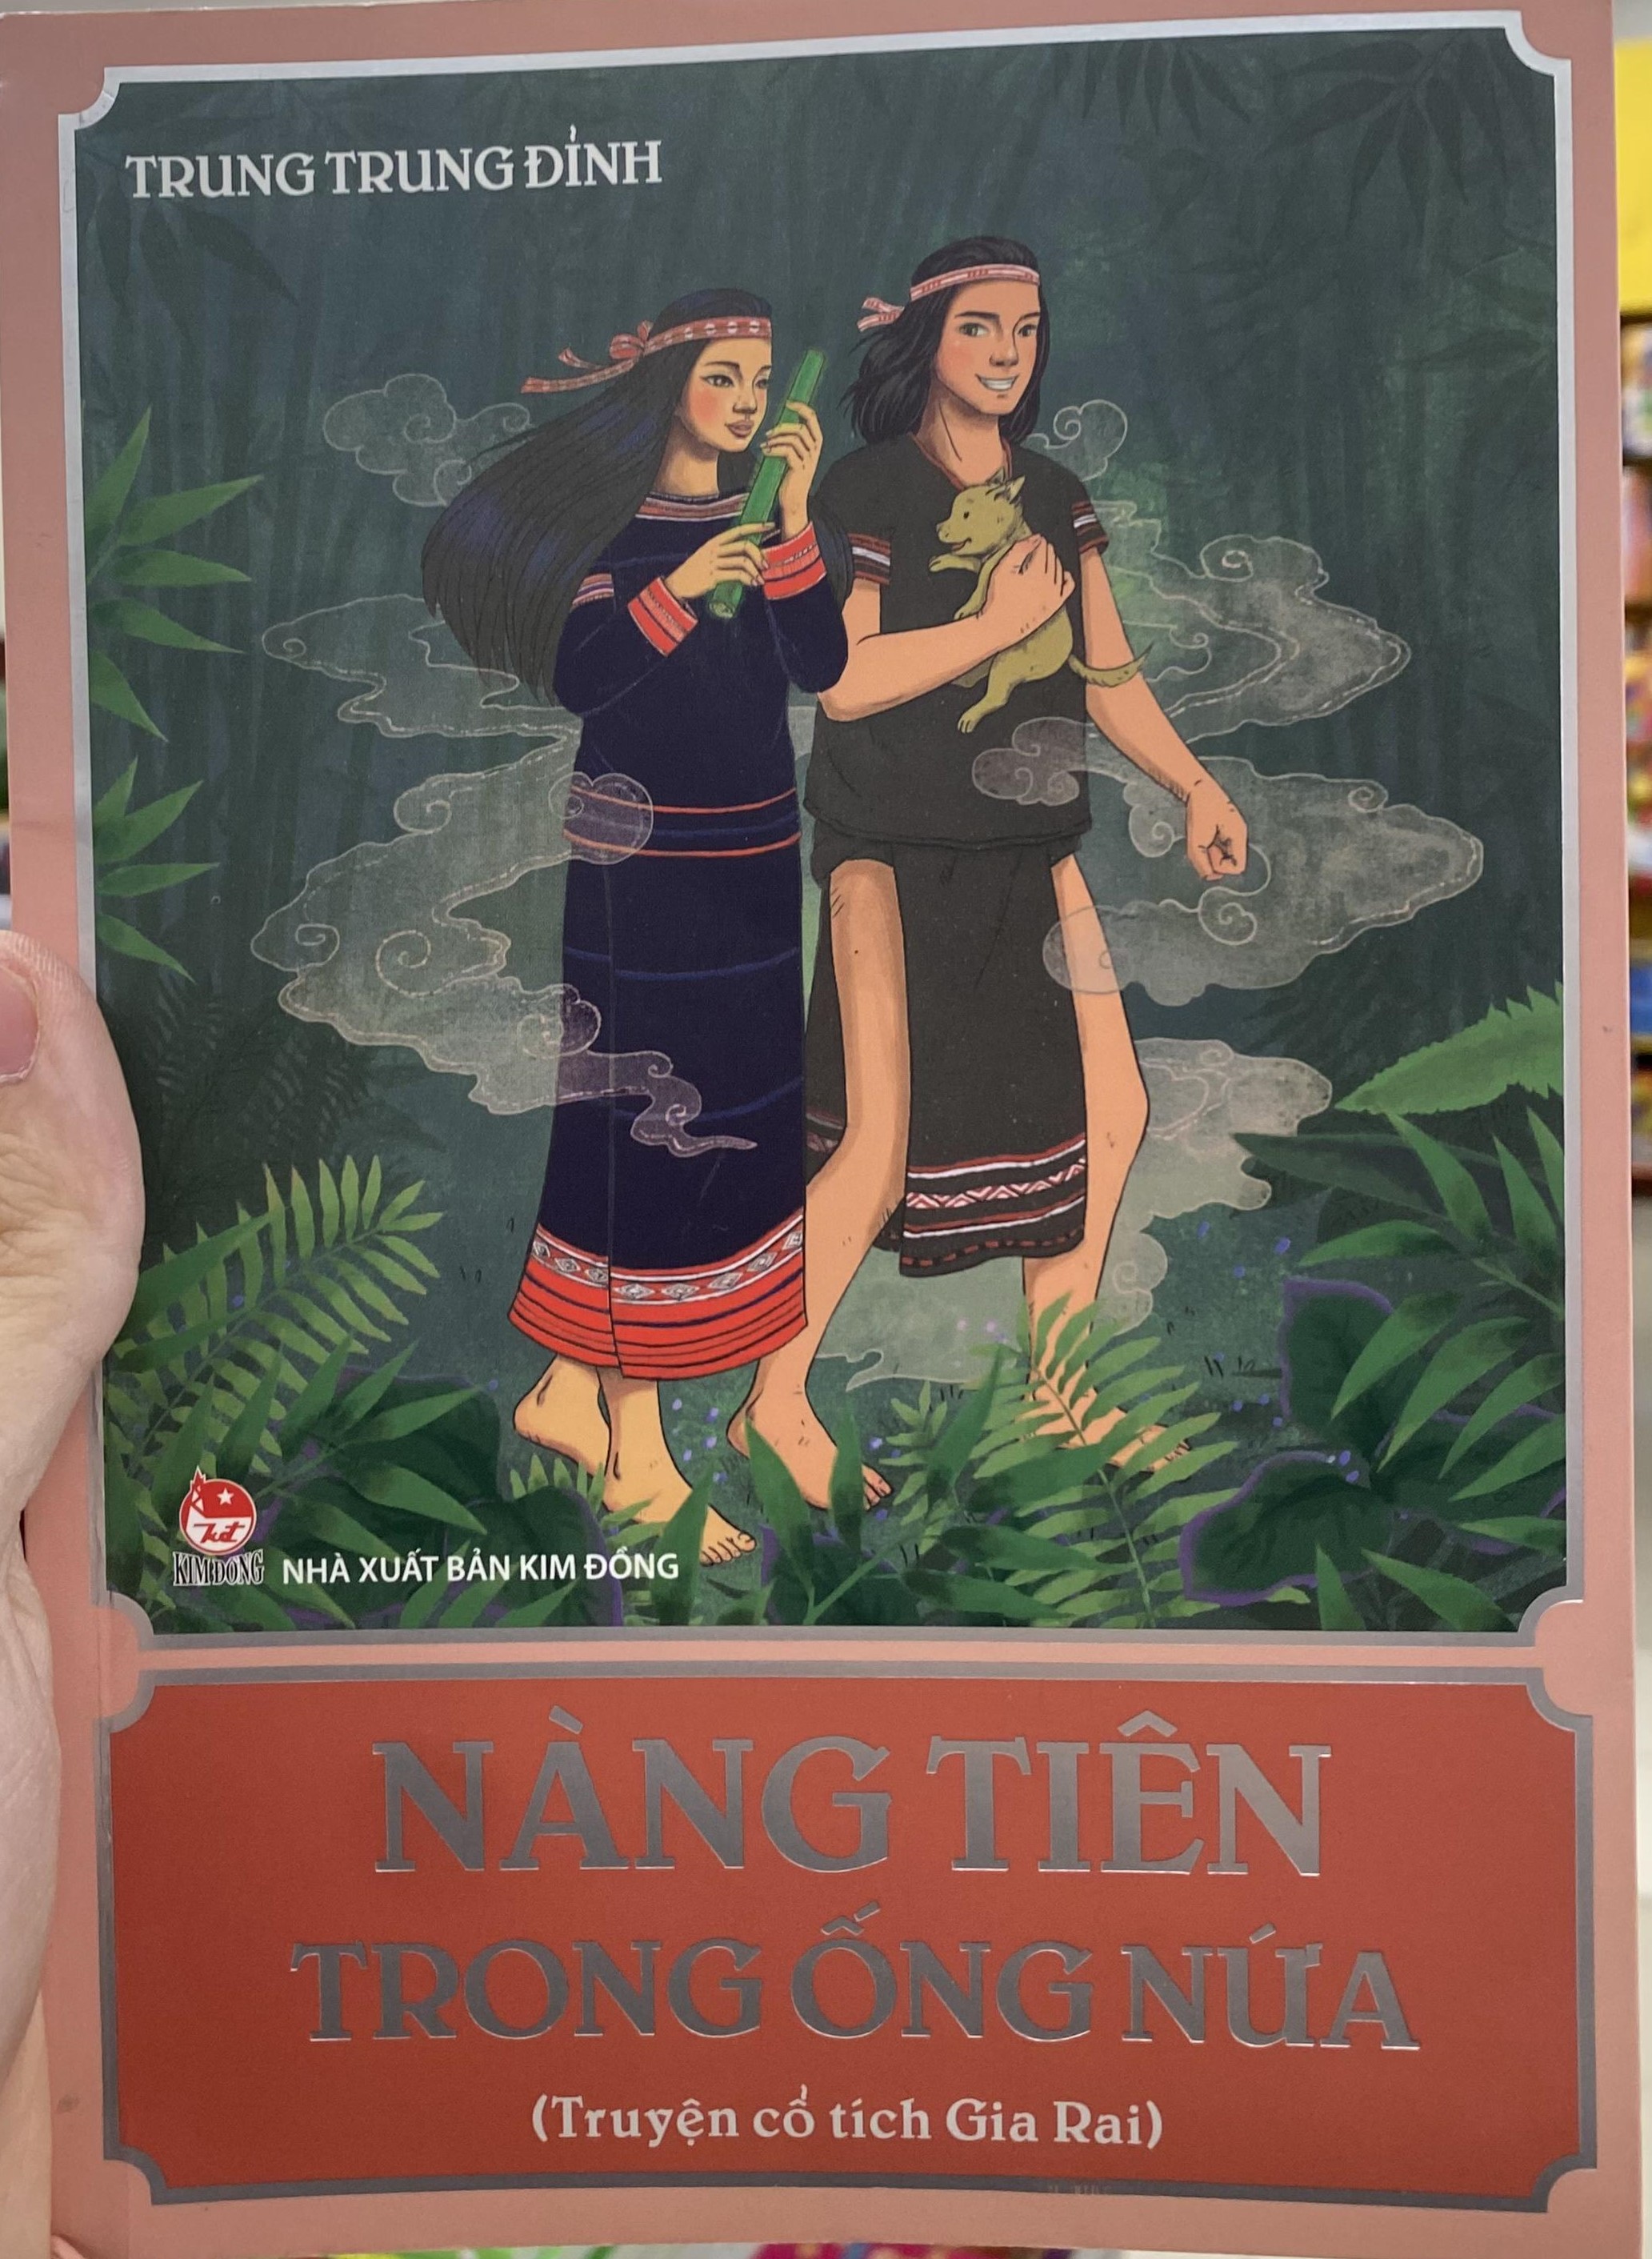 TRUNG TRUNG ĐỈNH
KIM ĐỒNG
NHÀ XUẤT BẢN KIM ĐỒNG
NÀNG TIÊN
TRONG ỐNG NỨA
(Truyện cổ tích Gia Rai)